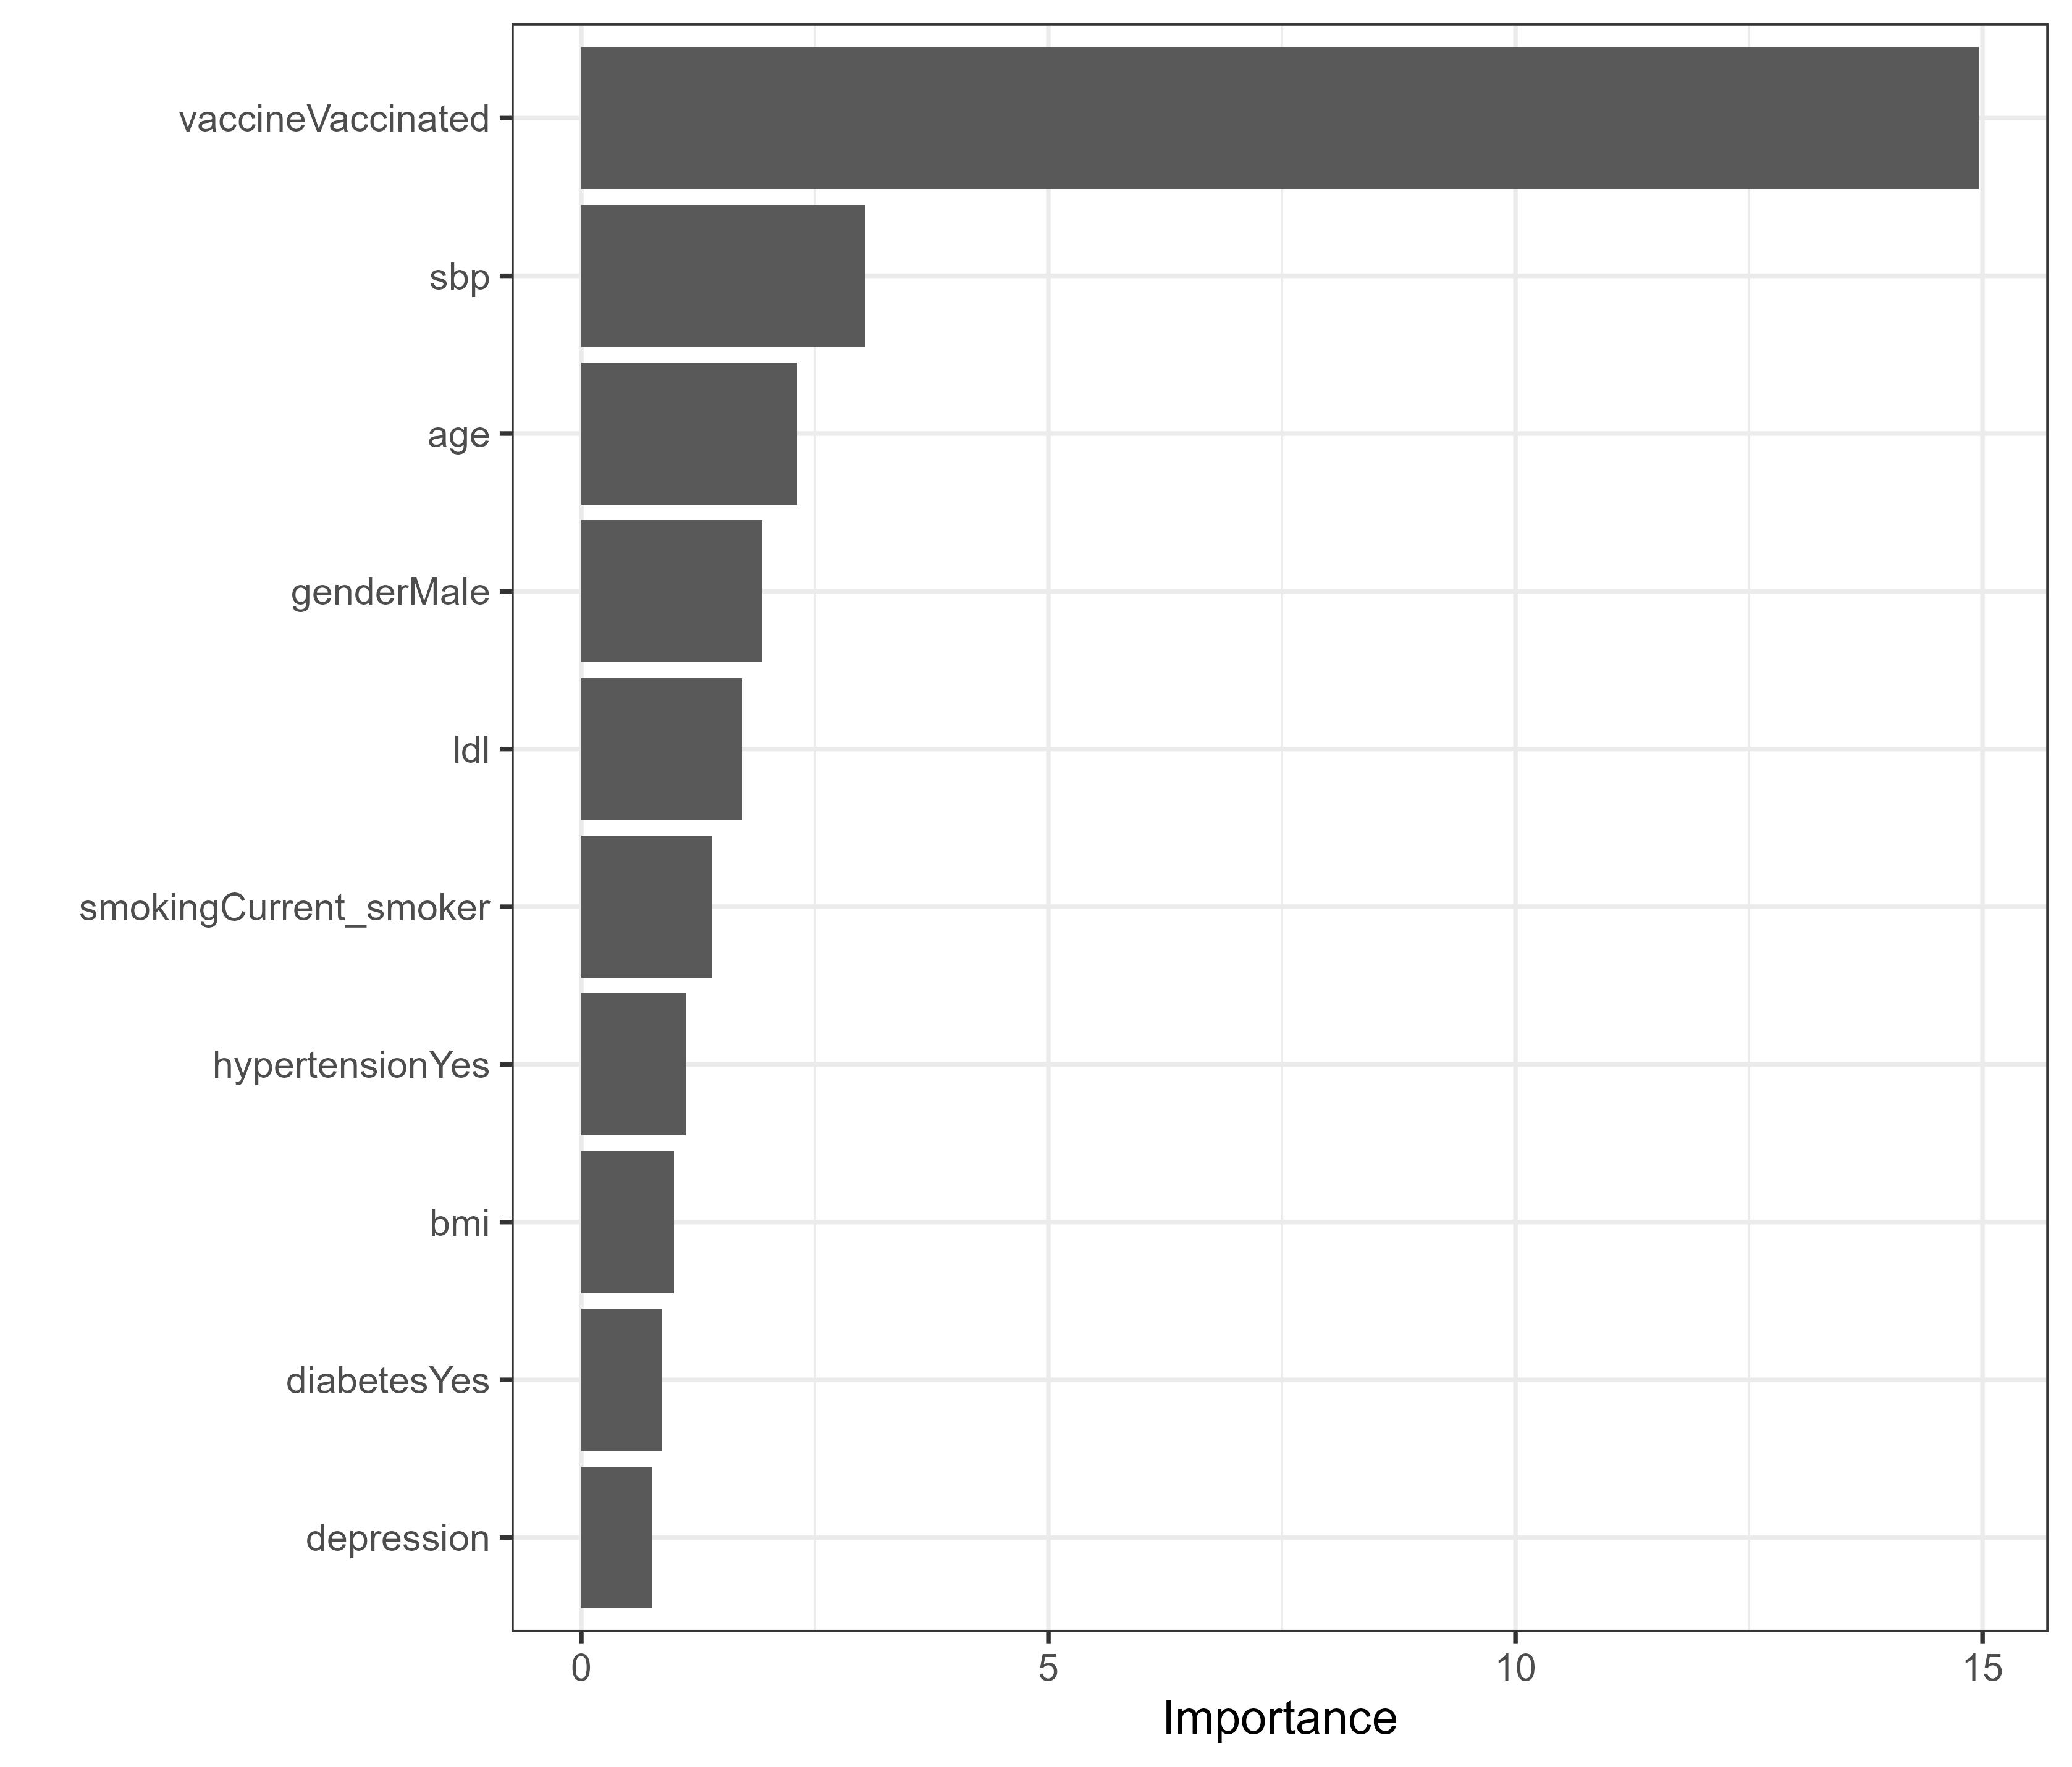 vaccineVaccinated
sbp
age
genderMale
ldl
smokingCurrent_smoker
hypertensionYes
bmi
diabetesYes
depression
0 5 10 15
Importance